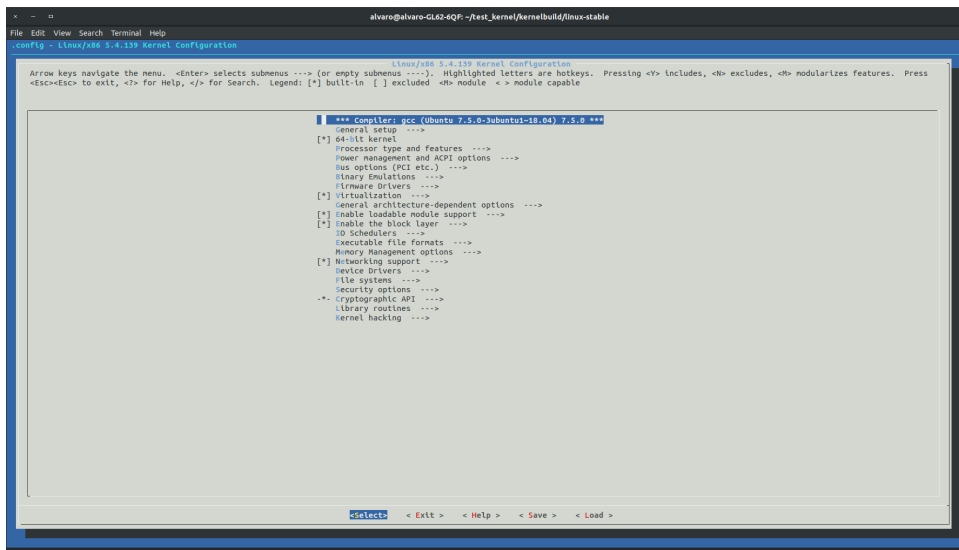 alvaro@alvaro-GL62-6QF: ~/test_kernel/kernelbuild/linux-stable
File Edit View Search Terminal Help
.config - Linux/x86 5.4.139 Kernel Configuration
Linux/x86 5.4.139 Kernel Configuration
Arrow keys navigate the menu. <Enter> selects submenus ---> (or empty submenus ----). Highlighted letters are hotkeys. Pressing <Y> includes, <N> excludes, <M> modularizes features. Press
<Esc><Esc> to exit, <?> for Help, </> for Search. Legend: [*] built-in [ ] excluded <M> module < > module capable
*** Compiler: gcc (Ubuntu 7.5.0-3ubuntu1~18.04) 7.5.0 ***
General setup --->
[*] 64-bit kernel
Processor type and features --->
Power management and ACPI options --->
Bus options (PCI etc.) --->
Binary Emulations --->
Firmware Drivers --->
[*] Virtualization --->
General architecture-dependent options --->
[*] Enable loadable module support --->
[*] Enable the block layer --->
IO Schedulers --->
Executable file formats --->
Memory Management options --->
[*] Networking support --->
Device Drivers --->
File systems --->
Security options --->
-*- Cryptographic API --->
Library routines --->
Kernel hacking --->
<Select> < Exit > < Help > < Save > < Load >